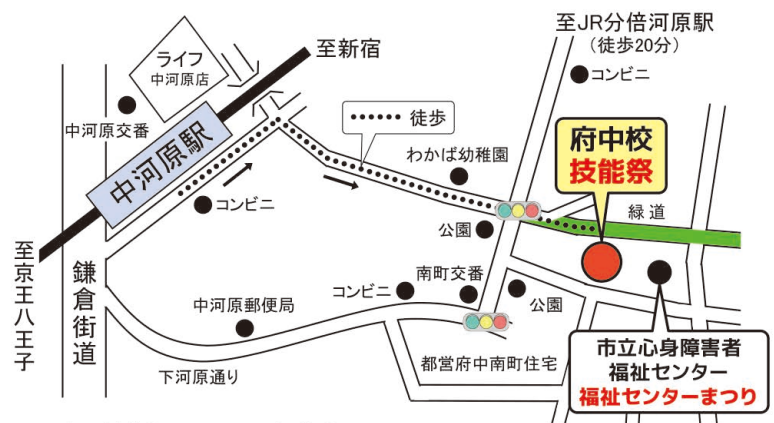 至JR分倍河原駅
（徒歩20分）
ライフ
中河原店
至新宿
コンビニ
中河原交番
徒歩
府中校
技能祭
中河原駅
わかば幼稚園
コンビニ
緑道
公園
至京王八王子
鎌倉街道
南町交番
コンビニ
公園
中河原郵便局
市立心身障害者
福祉センター
福祉センターまつり
都営府中南町住宅
下河原通り